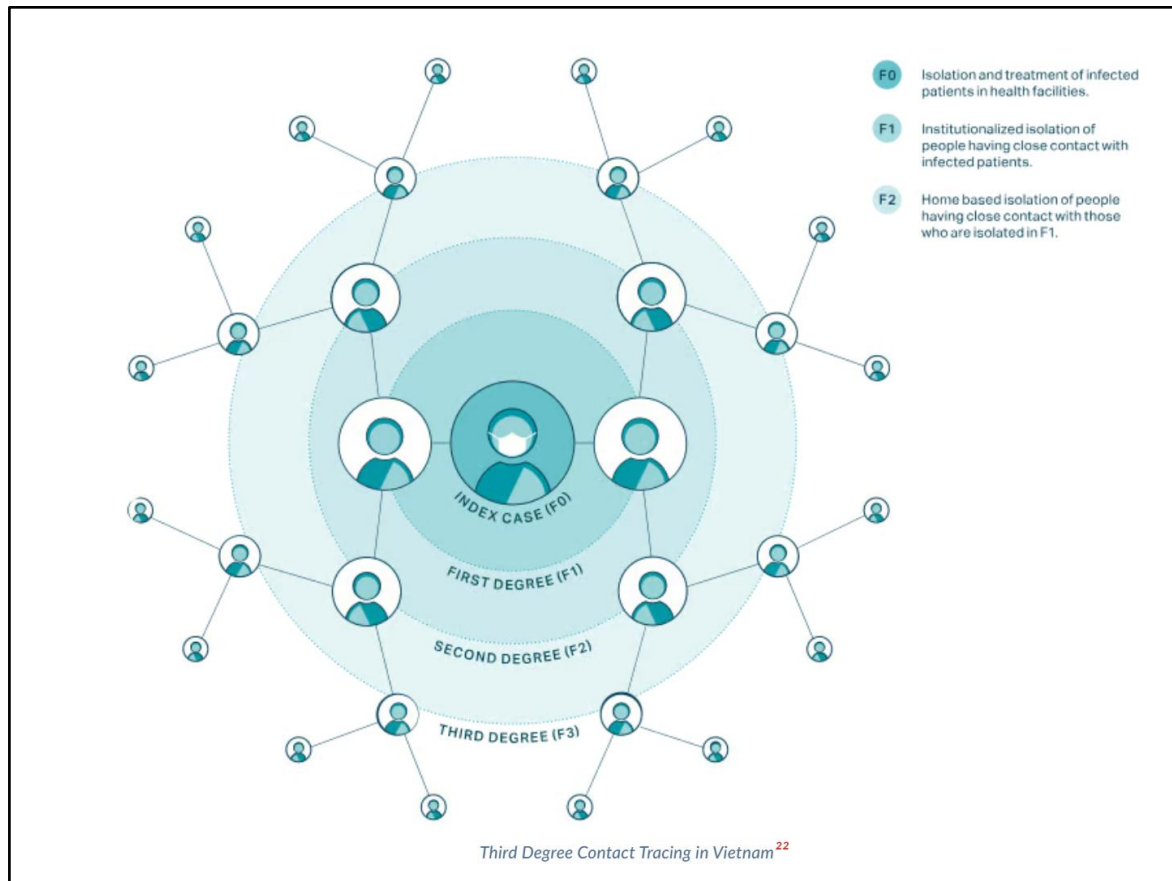 F0 Isolation and treatment of infected
patients in health facilities.
F1 Institutionalized isolation of
people having close contact with
infected patients.
F2 Home based isolation of people
having close contact with those
who are isolated in F1.
INDEX CASE (F0)
FIRST DEGREE (F1)
SECOND DEGREE (F2)
THIRD DEGREE (F3)
Third Degree Contact Tracing in Vietnam22